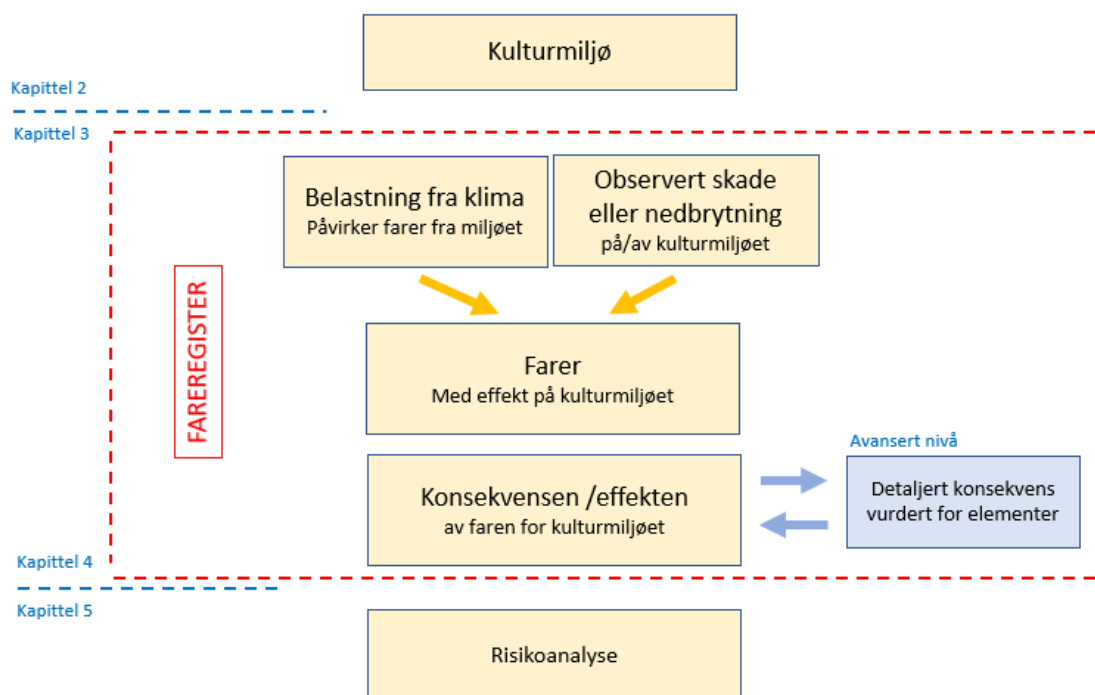 Kulturmiljø
Kapittel 2
Kapittel 3
Belastning fra klima
Påvirker farer fra miljøet
Observert skade
eller nedbrytning
på/av kulturmiljøet
FAREREGISTER
Farer
Med effekt på kulturmiljøet
Avansert nivå
Konsekvensen /effekten
av faren for kulturmiljøet
Detaljert konsekvens
vurdert for elementer
Kapittel 4
Kapittel 5
Risikoanalyse